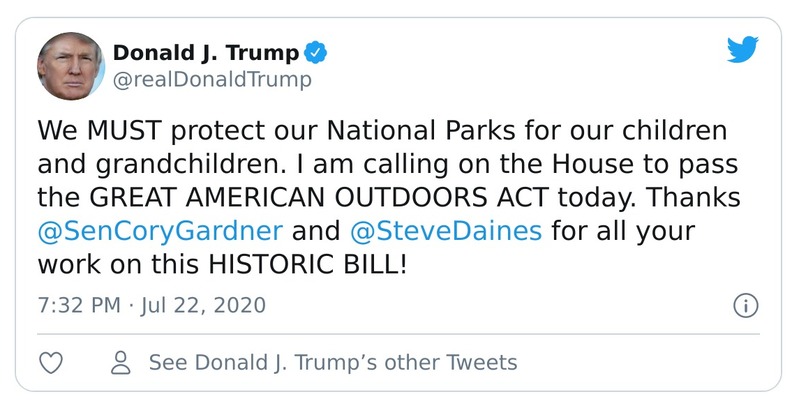 Donald J. Trump
@realDonaldTrump
We MUST protect our National Parks for our children
and grandchildren. I am calling on the House to pass
the GREAT AMERICAN OUTDOORS ACT today. Thanks
@SenCoryGardner and @SteveDaines for all your
work on this HISTORIC BILL!
7:32 PM · Jul 22, 2020
See Donald J. Trump’s other Tweets